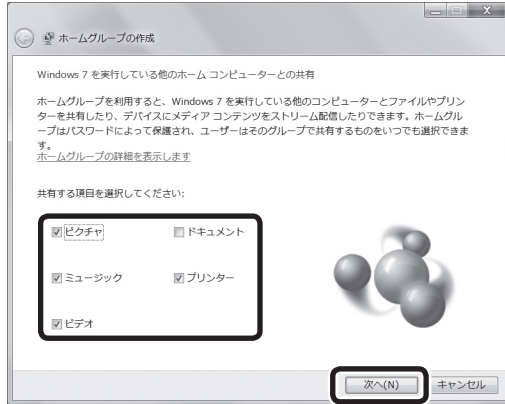 ホームグループの作成
Windows 7 を実行している他のホーム コンピューターとの共有
ホームグループを利用すると、Windows 7 を実行している他のコンピューターとファイルやプリン
ターを共有したり、デバイスにメディア コンテンツをストリーム配信したりできます。ホームグル
ープはパスワードによって保護され、ユーザーはそのグループで共有するものをいつでも選択できま
す。
ホームグループの詳細を表示します
共有する項目を選択してください:
ピクチャ ドキュメント
ミュージック プリンター
ビデオ
次へ(N) キャンセル